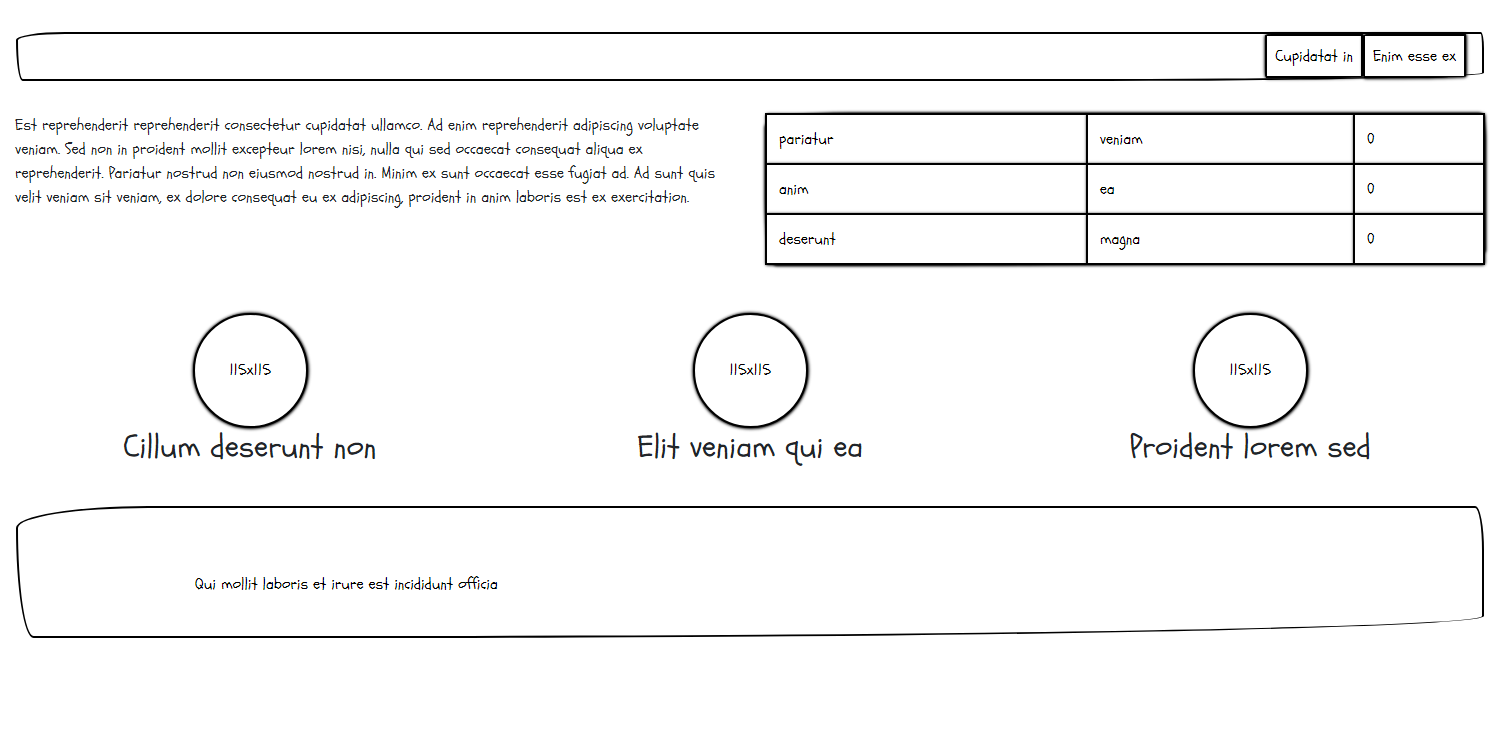 Cupidatat in Enim esse ex
Est reprehenderit reprehenderit consectetur cupidatat ullamco. Ad enim reprehenderit adipiscing voluptate
veniam. Sed non in proident mollit excepteur lorem nisi, nulla qui sed occaecat consequat aliqua ex
reprehenderit. Pariatur nostrud non eiusmod nostrud in. Minim ex sunt occaecat esse fugiat ad. Ad sunt quis
velit veniam sit veniam, ex dolore consequat eu ex adipiscing, proident in anim laboris est ex exercitation.
pariatur veniam 0
anim ea 0
deserunt magna 0
115x115 115x115 115x115
Cillum deserunt non Elit veniam qui ea Proident lorem sed
Qui mollit laboris et irure est incididunt officia